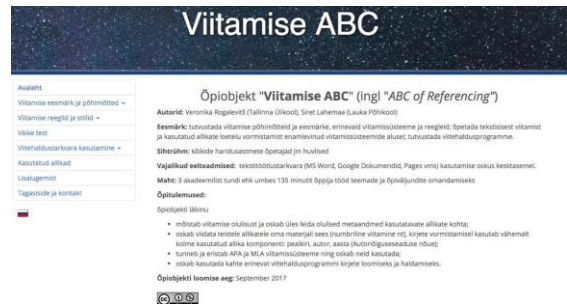 Viitamise ABC
Avaleht
Viitamise eesmärk ja põhimõtted
Viitamise reeglid ja stiilid
Väike test
Viitehaldustarkvara kasutamine
Kasutatud allikad
Lisalugemist
Tagasiside ja kontakt
Õpiobjekt "Viitamise ABC" (ingl "ABC of Referencing")
Autorid: Veronika Rogalevitš (Tallinna Ülikool), Siret Lahemaa (Lauka Põhikool)
Eesmärk: tutvustada viitamise põhimõtteid ja eesmärke, erinevaid viitamissüsteeme ja reegleid; õpetada tekstisisest viitamist
ja kasutatud allikate loetelu vormistamist enamlevinud viitamissüsteemide alusel; tutvustada viitehaldusprogramme.
Sihtrühm: kõikide haridusastmete õpetajad jm huvilised
Vajalikud eelteadmised: tekstitöötlustarkvara (MS Word, Google Dokumendid, Pages vms) kasutamise oskus kesktasemel.
Maht: 3 akadeemilist tundi ehk umbes 135 minutit õppija tööd teemade ja õpiväljundite omandamiseks
Õpitulemused:
õpiobjekti läbinu
mõistab viitamise olulisust ja oskab üles leida olulised metaandmed kasutatavate allikate kohta;
oskab viidata teistele allikatele oma materjali sees (numbriline viitamine nt), kirjete vormistamisel kasutab vähemalt
kolme kasutatud allika komponenti: pealkiri, autor, aasta (Autoriõiguseseaduse nõue);
tunneb ja eristab APA ja MLA viitamissüsteeme ning oskab neid kasutada;
oskab kasutada kahte erinevat viitehaldusprogrammi kirjete loomiseks ja haldamiseks.
Õpiobjekti loomise aeg: September 2017